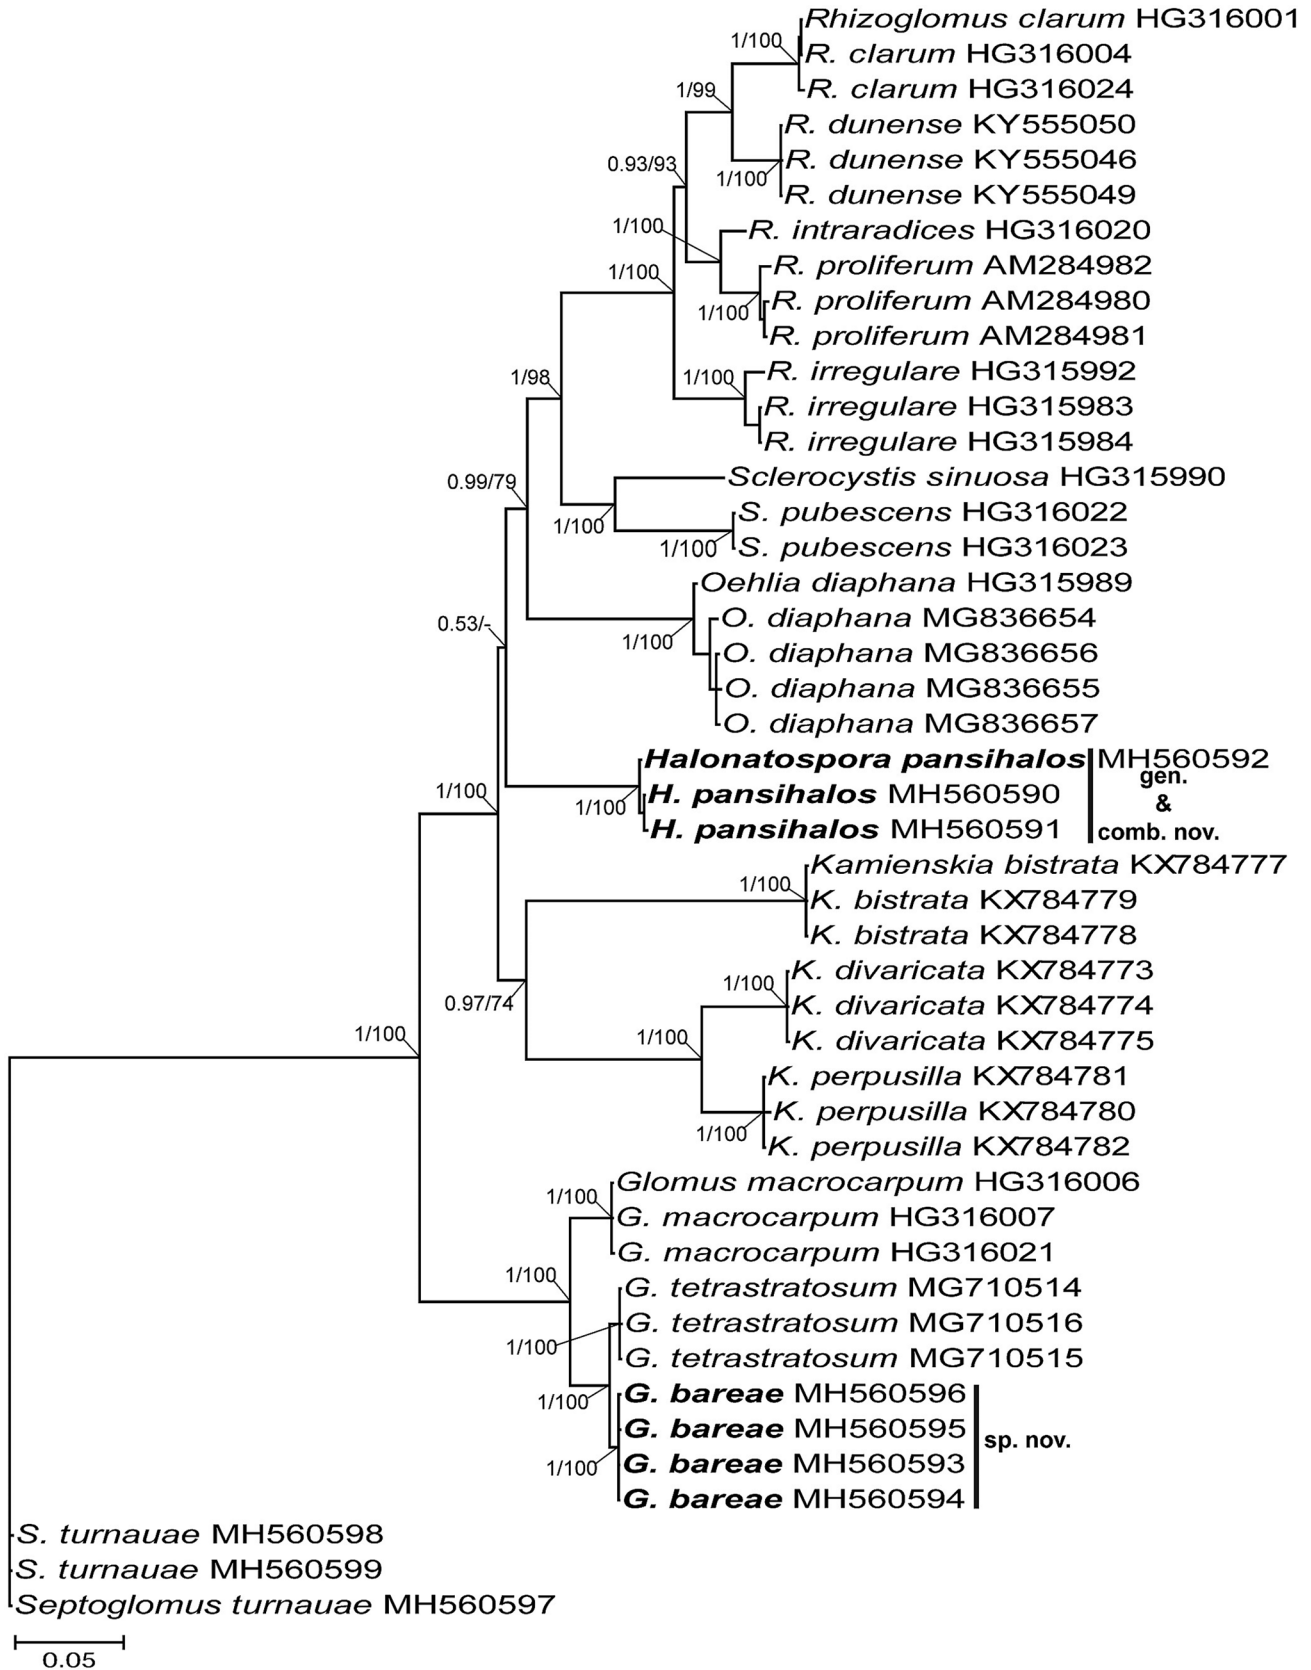 Rhizoglomus clarum HG316001
1/100
R. clarum HG316004
R. clarum HG316024
1/99
R. dunense KY555050
R. dunense KY555046
0.93/93
1/100
R. dunense KY555049
1/100
R. intraradices HG316020
R. proliferum AM284982
1/100
R. proliferum AM284980
1/100
R. proliferum AM284981
R. irregulare HG315992
1/98
1/100
R. irregulare HG315983
R. irregulare HG315984
Sclerocystis sinuosa HG315990
0.99/79
S. pubescens HG316022
1/100
S. pubescens HG316023
1/100
Oehlia diaphana HG315989
O. diaphana MG836654
0.53/-
1/100
O. diaphana MG836656
O. diaphana MG836655
O. diaphana MG836657
Halonatospora pansihalos MH560592
gen.
H. pansihalos MH560590
1/100
1/100
&
H. pansihalos MH560591
comb. nov.
Kamienskia bistrata KX784777
1/100
K. bistrata KX784779
K. bistrata KX784778
K. divaricata KX784773
1/100
0.97/74
K. divaricata KX784774
1/100
1/100
K. divaricata KX784775
K. perpusilla KX784781
K. perpusilla KX784780
1/100
K. perpusilla KX784782
Glomus macrocarpum HG316006
1/100
G. macrocarpum HG316007
G. macrocarpum HG316021
1/100
G. tetrastratosum MG710514
G. tetrastratosum MG710516
1/100
G. tetrastratosum MG710515
G. bareae MH560596
1/100
G. bareae MH560595
sp. nov.
G. bareae MH560593
1/100
G. bareae MH560594
S. turnauae MH560598
S. turnauae MH560599
Septoglomus turnauae MH560597
0.05